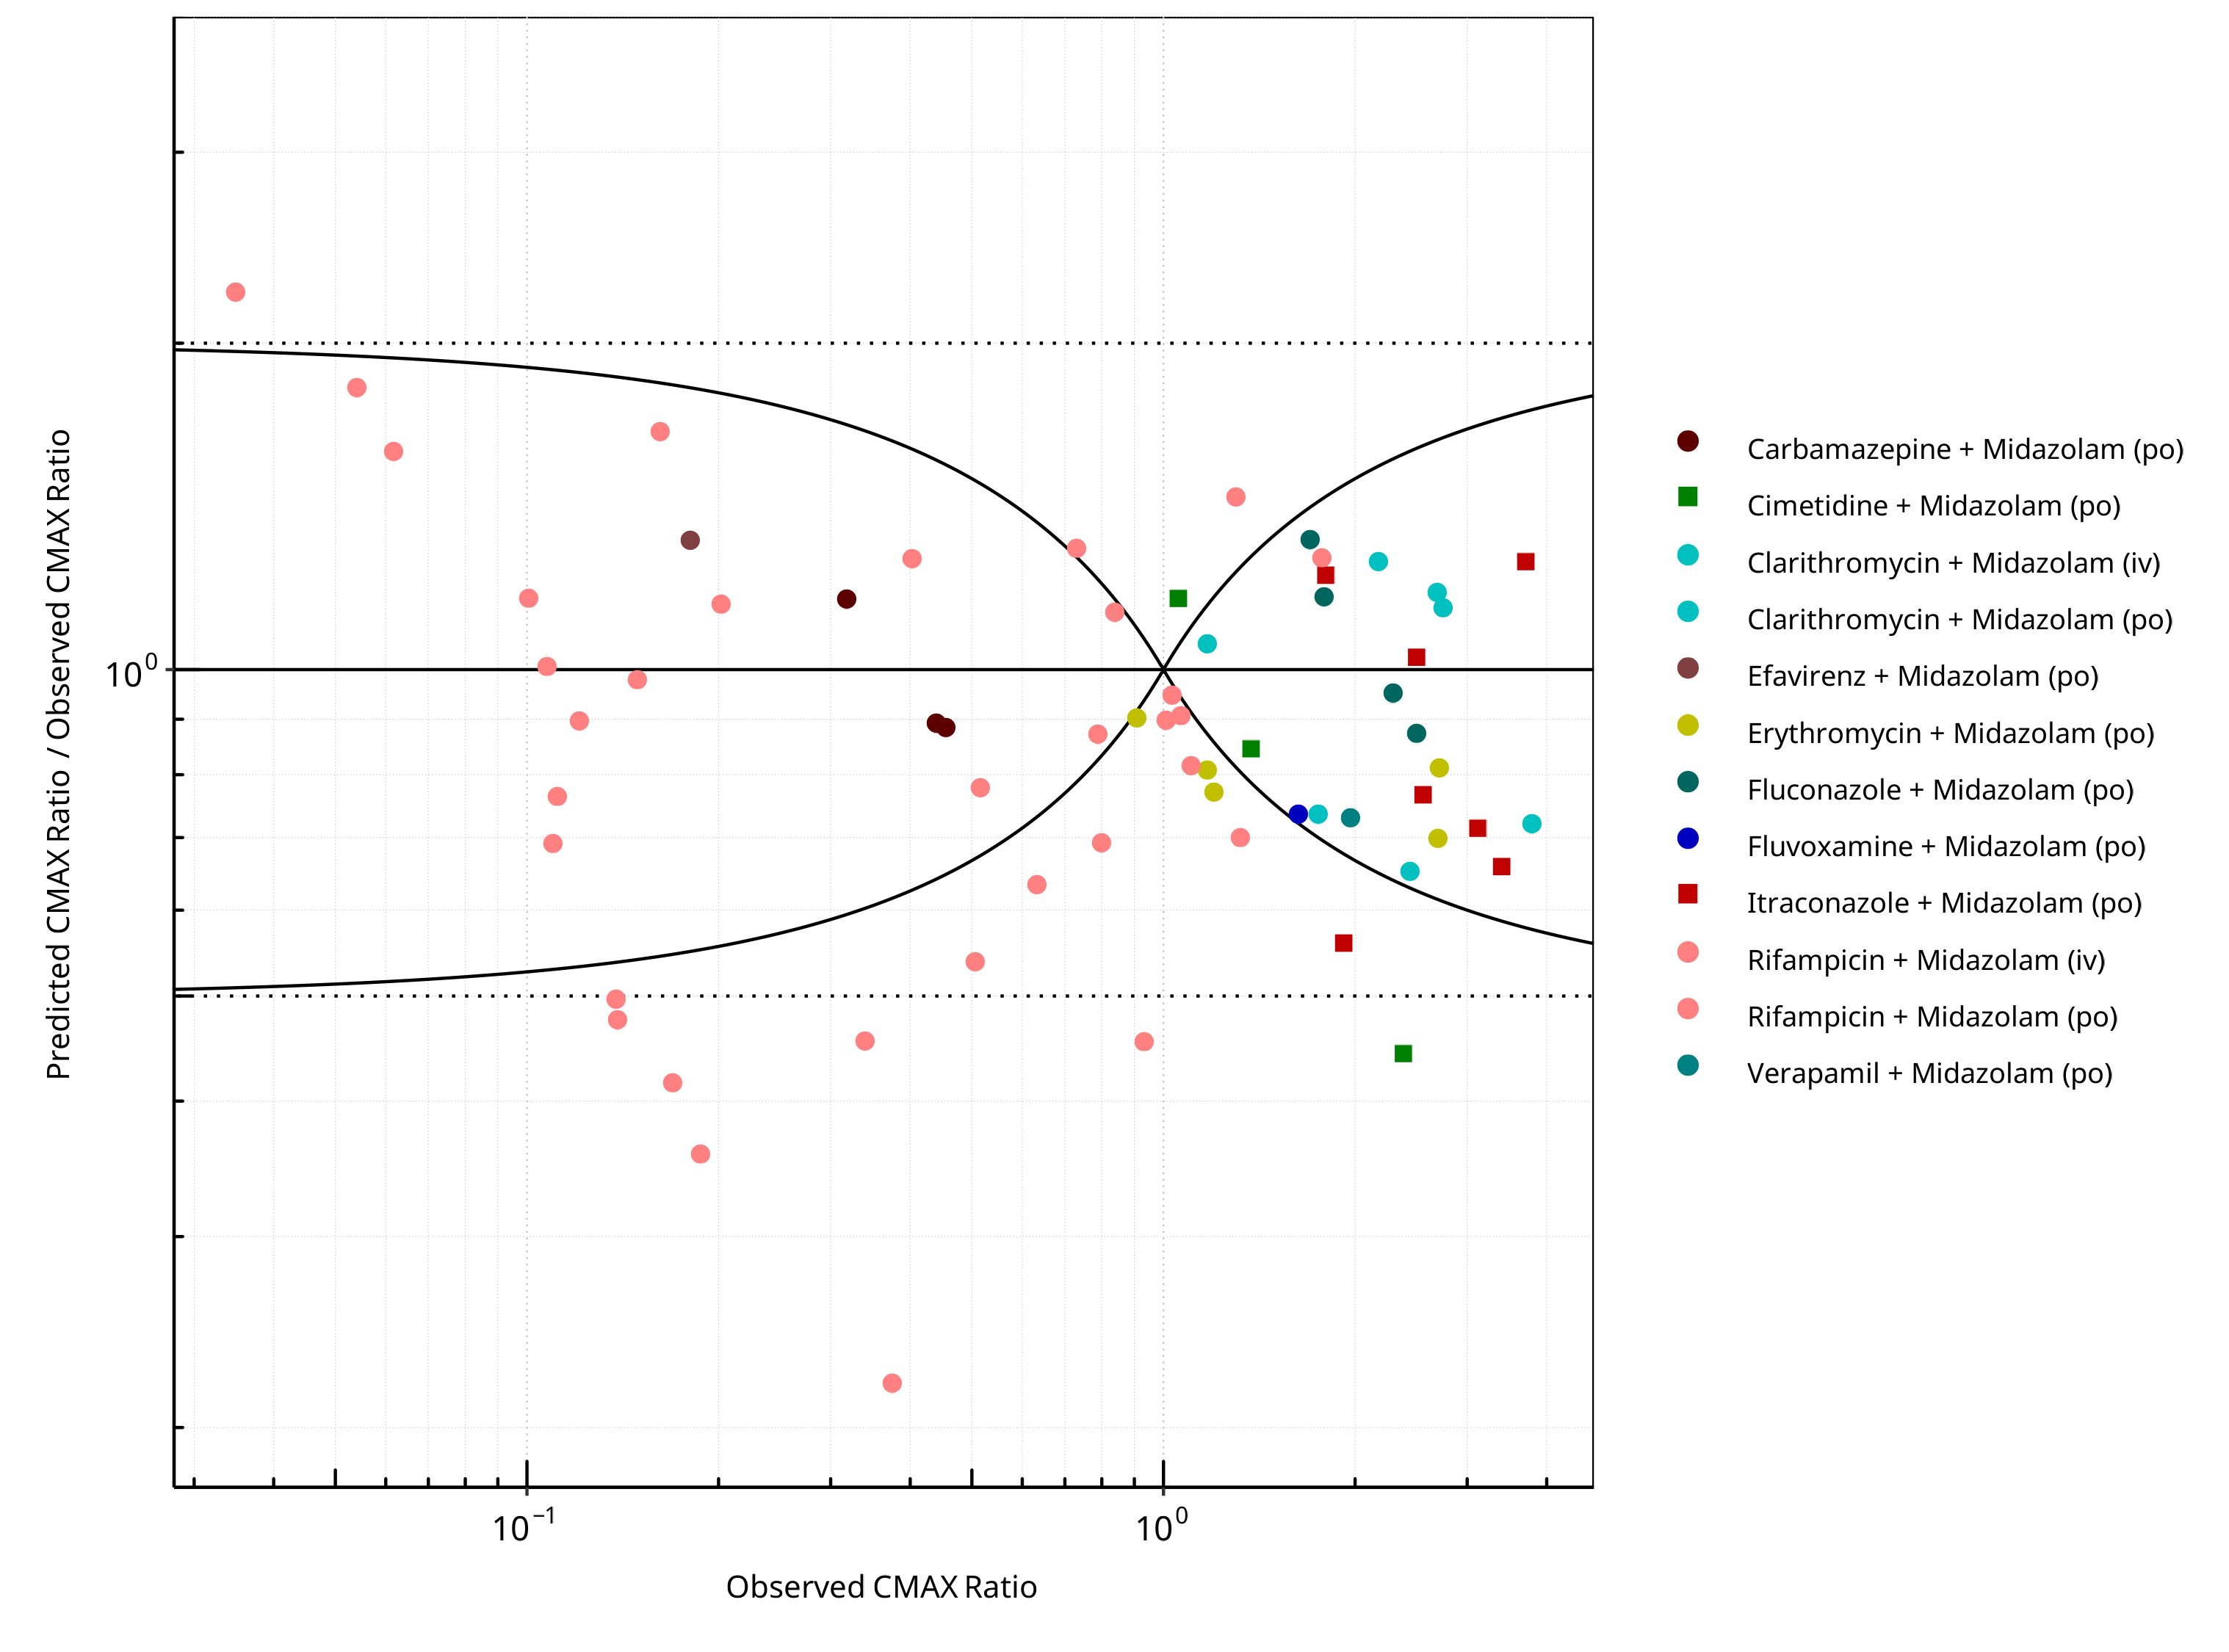 Predicted CMAX Ratio / Observed CMAX Ratio
10⁰
10⁻¹
10⁰
Observed CMAX Ratio
Carbamazepine + Midazolam (po)
Cimetidine + Midazolam (po)
Clarithromycin + Midazolam (iv)
Clarithromycin + Midazolam (po)
Efavirenz + Midazolam (po)
Erythromycin + Midazolam (po)
Fluconazole + Midazolam (po)
Fluvoxamine + Midazolam (po)
Itraconazole + Midazolam (po)
Rifampicin + Midazolam (iv)
Rifampicin + Midazolam (po)
Verapamil + Midazolam (po)